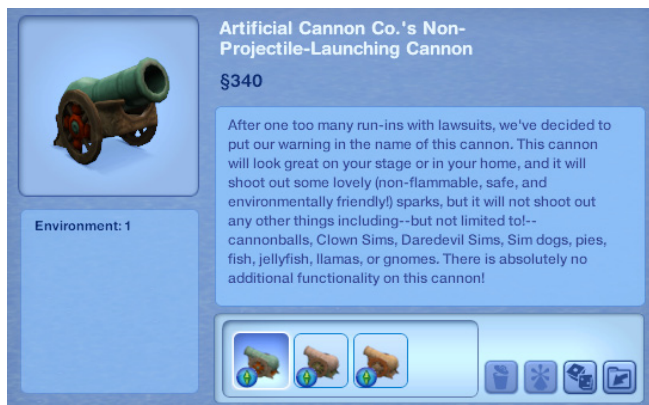 Artificial Cannon Co.'s Non-
Projectile-Launching Cannon
§340
After one too many run-ins with lawsuits, we've decided to
put our warning in the name of this cannon. This cannon
will look great on your stage or in your home, and it will
shoot out some lovely (non-flammable, safe, and
environmentally friendly!) sparks, but it will not shoot out
any other things including--but not limited to!--
cannonballs, Clown Sims, Daredevil Sims, Sim dogs, pies,
fish, jellyfish, llamas, or gnomes. There is absolutely no
additional functionality on this cannon!
Environment: 1